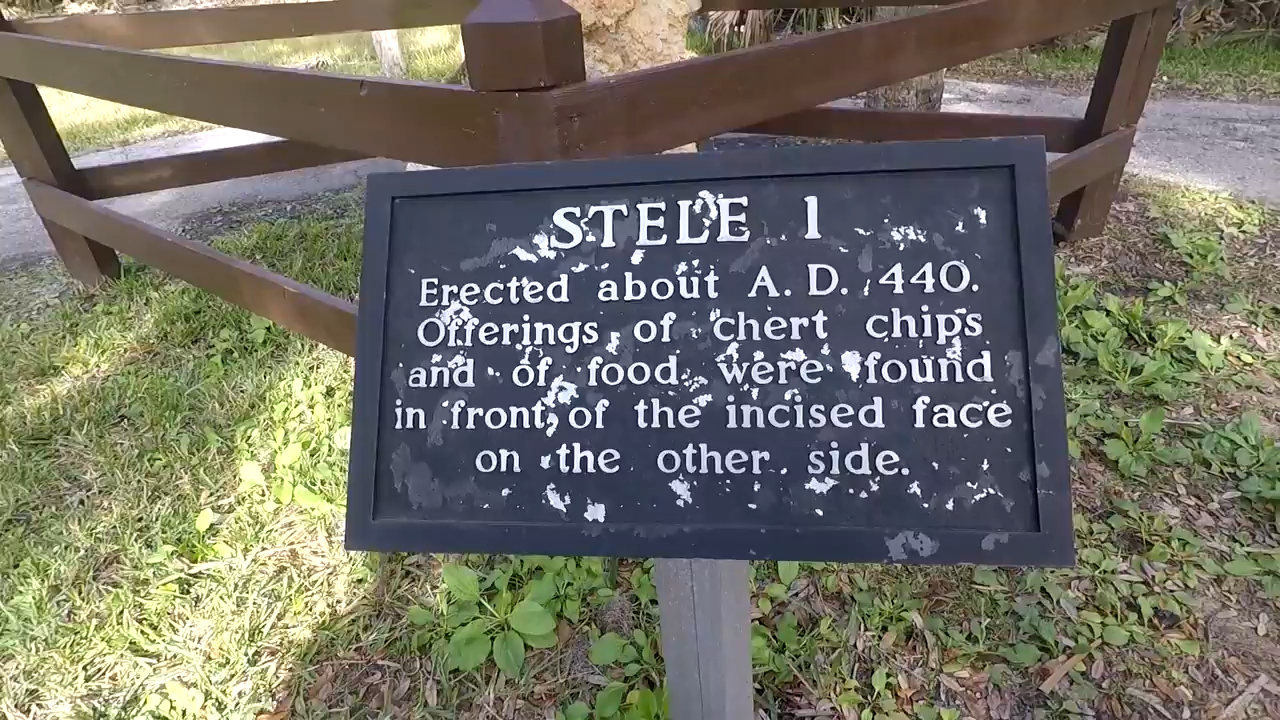 STELE 1
Erected about A.D. 440.
Offerings of chert chips
and of food were found
in front of the incised face
on the other side.